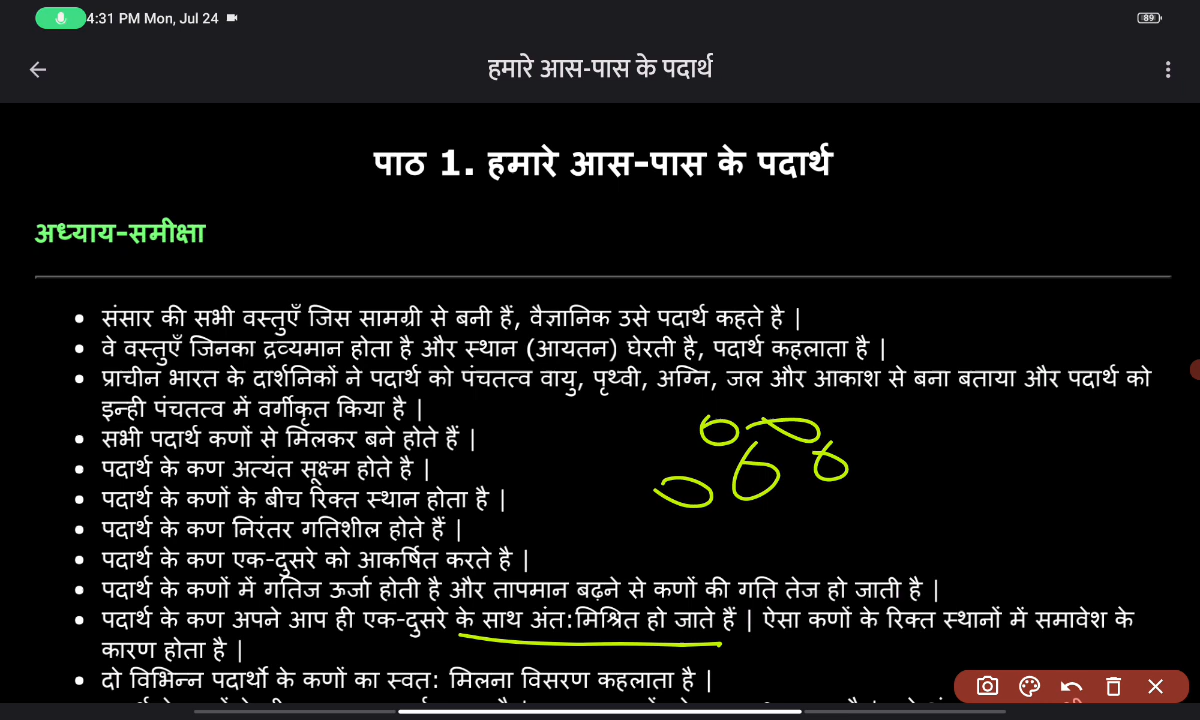 4:31 PM Mon, Jul 24
89
हमारे आस-पास के पदार्थ
पाठ 1. हमारे आस-पास के पदार्थ
अध्याय-समीक्षा
• संसार की सभी वस्तुएँ जिस सामग्री से बनी हैं, वैज्ञानिक उसे पदार्थ कहते है |
• वे वस्तुएँ जिनका द्रव्यमान होता है और स्थान (आयतन) घेरती है, पदार्थ कहलाता है |
• प्राचीन भारत के दार्शनिकों ने पदार्थ को पंचतत्व वायु, पृथ्वी, अग्नि, जल और आकाश से बना बताया और पदार्थ को
इन्ही पंचतत्व में वर्गीकृत किया है |
• सभी पदार्थ कणों से मिलकर बने होते हैं |
• पदार्थ के कण अत्यंत सूक्ष्म होते है |
• पदार्थ के कणों के बीच रिक्त स्थान होता है |
• पदार्थ के कण निरंतर गतिशील होते हैं |
• पदार्थ के कण एक-दुसरे को आकर्षित करते है |
• पदार्थ के कणों में गतिज ऊर्जा होती है और तापमान बढ़ने से कणों की गति तेज हो जाती है |
• पदार्थ के कण अपने आप ही एक-दुसरे के साथ अंत:मिश्रित हो जाते हैं | ऐसा कणों के रिक्त स्थानों में समावेश के
कारण होता है |
• दो विभिन्न पदार्थो के कणों का स्वत: मिलना विसरण कहलाता है |